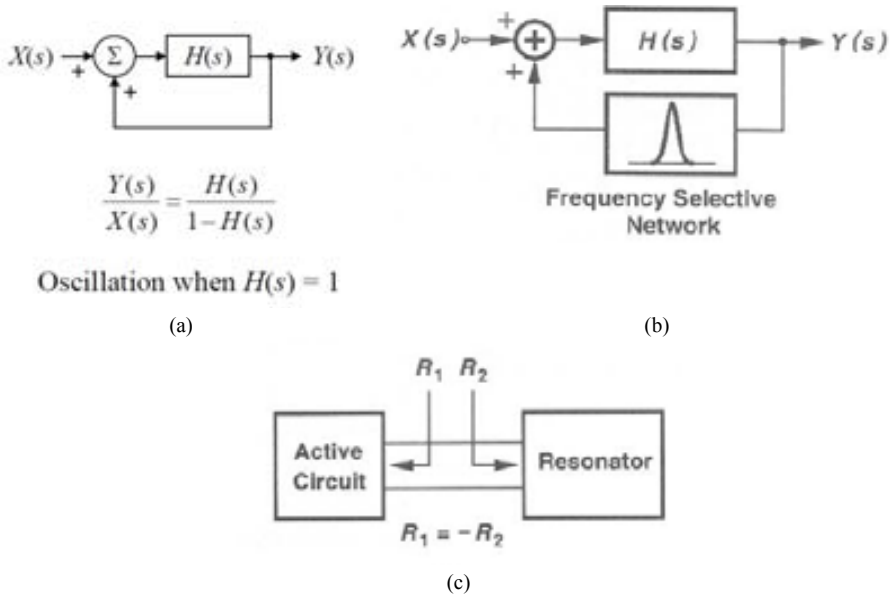 X(s)
+
Σ
+
H(s)
Y(s)
Y(s)
X(s)
=
H(s)
1− H(s)
Oscillation when H(s) = 1
(a)
X(s)
+
+
+
H(s)
Y(s)
Frequency Selective
Network
(b)
R₁ R₂
Active
Circuit
Resonator
R₁ = − R₂
(c)